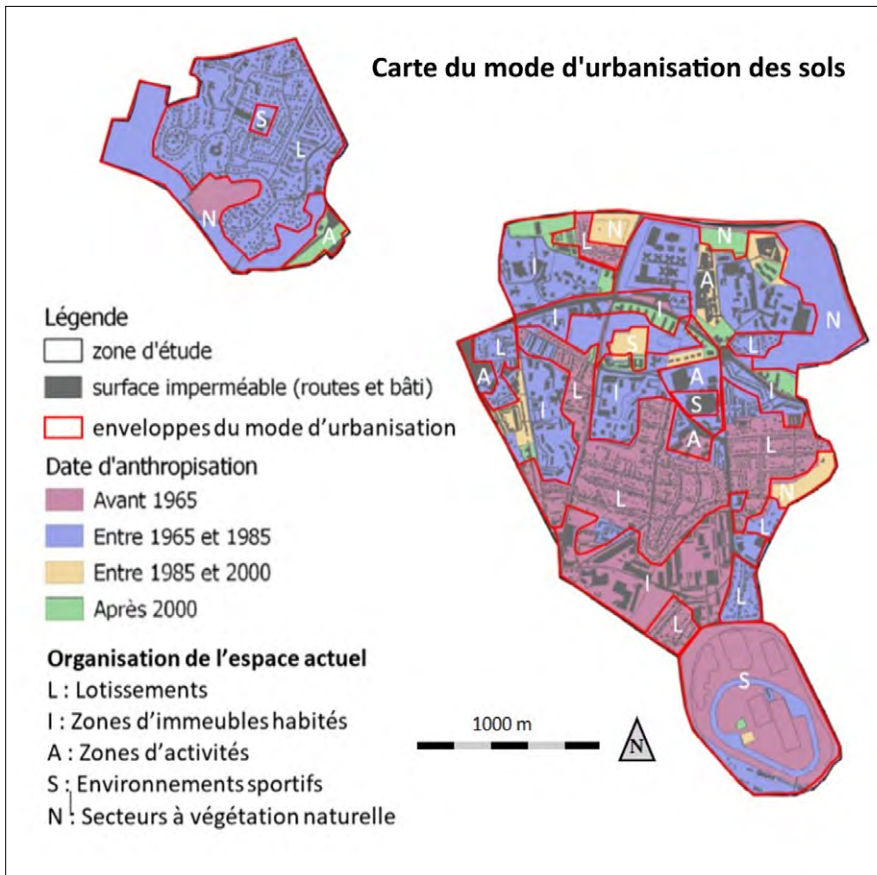 Carte du mode d'urbanisation des sols
S
L
N
A
L
N
N
I
A
I
I
N
S
L
L
A
A
L
I
I
S
A
L
L
N
L
I
L
L
S
Légende
zone d'étude
surface imperméable (routes et bâti)
enveloppes du mode d'urbanisation
Date d'anthropisation
Avant 1965
Entre 1965 et 1985
Entre 1985 et 2000
Après 2000
Organisation de l'espace actuel
L : Lotissements
I : Zones d'immeubles habités
A : Zones d'activités
S : Environnements sportifs
N : Secteurs à végétation naturelle
1000 m
N